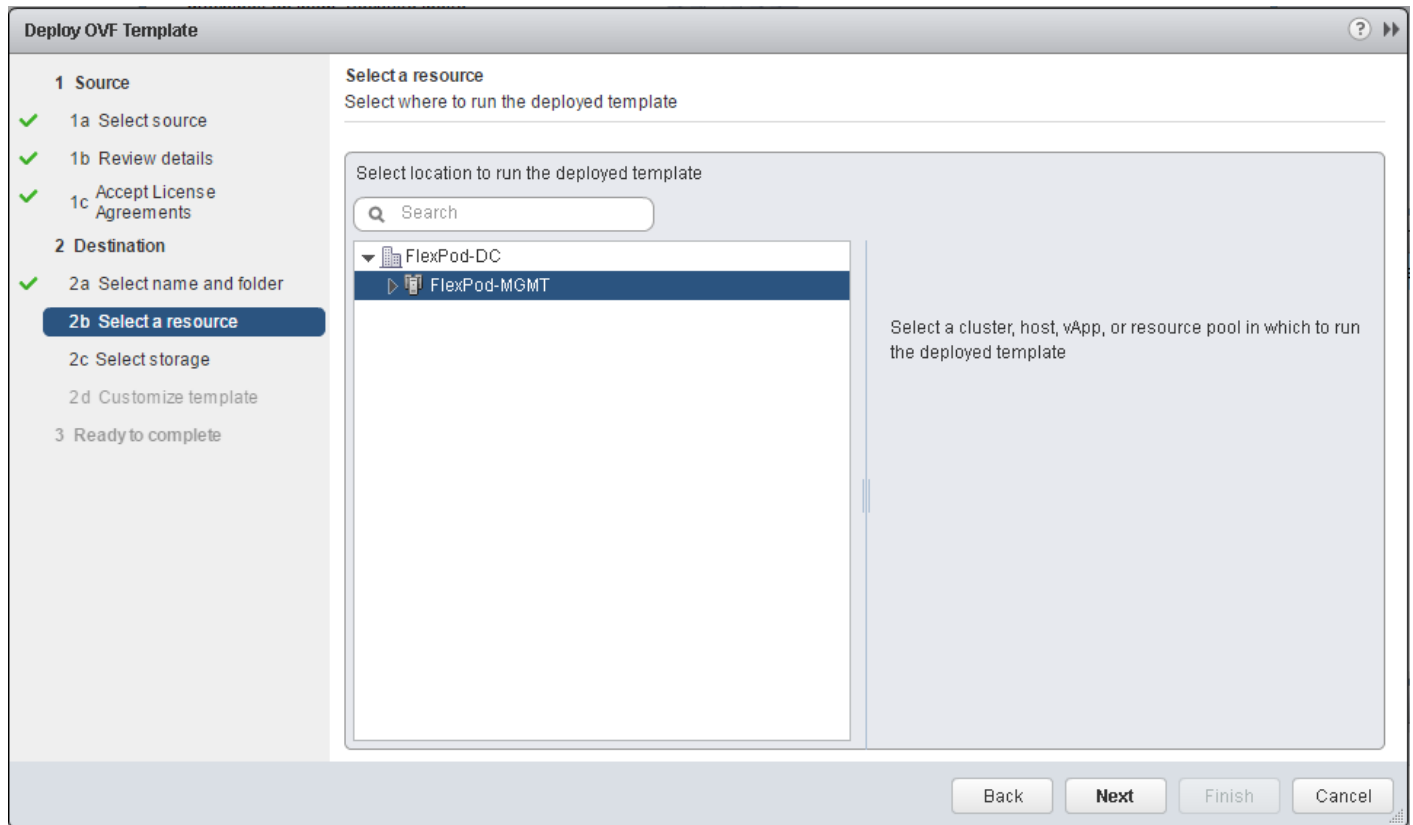 Deploy OVF Template
?
1 Source
1a Select source
1b Review details
1c Accept License
Agreements
2 Destination
2a Select name and folder
2b Select a resource
2c Select storage
2d Customize template
3 Ready to complete
Select a resource
Select where to run the deployed template
Select location to run the deployed template
Search
FlexPod-DC
FlexPod-MGMT
Select a cluster, host, vApp, or resource pool in which to run
the deployed template
Back
Next
Finish
Cancel